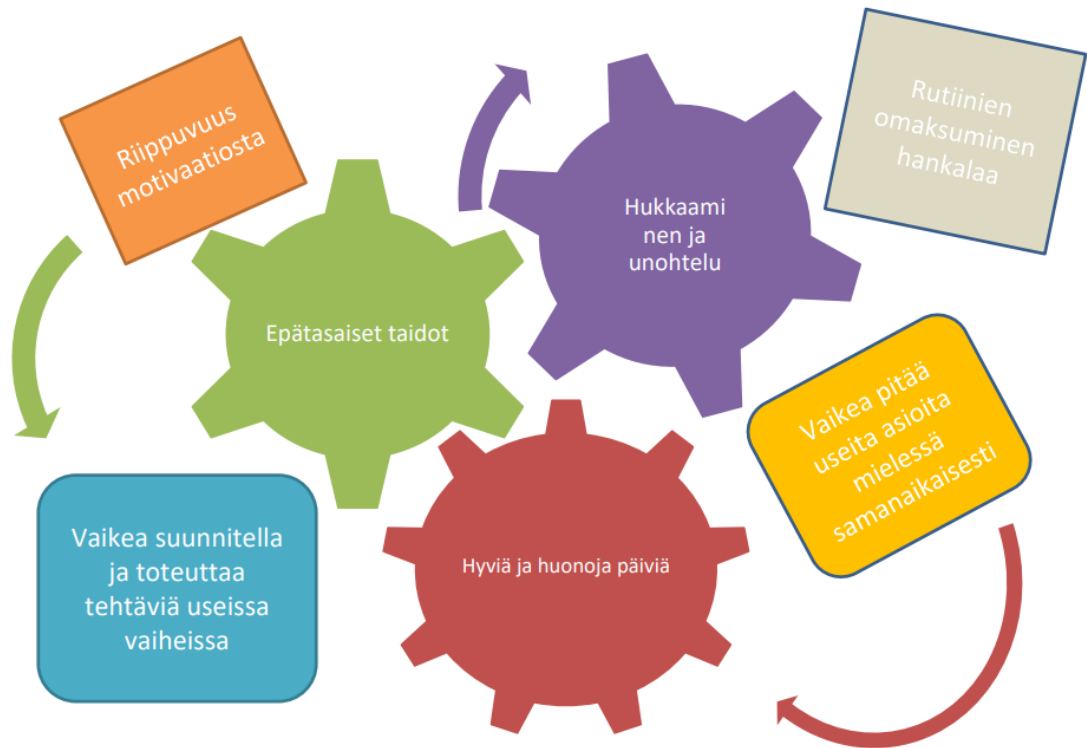 Riippuvuus
motivaatiosta
Rutiinien
omaksuminen
hankalaa
Hukkaami
nen ja
unohtelu
Epätasaiset taidot
Vaikea pitää
useita asioita
mielessä
samanaikaisesti
Vaikea suunnitella
ja toteuttaa
tehtäviä useissa
vaiheissa
Hyviä ja huonoja päiviä